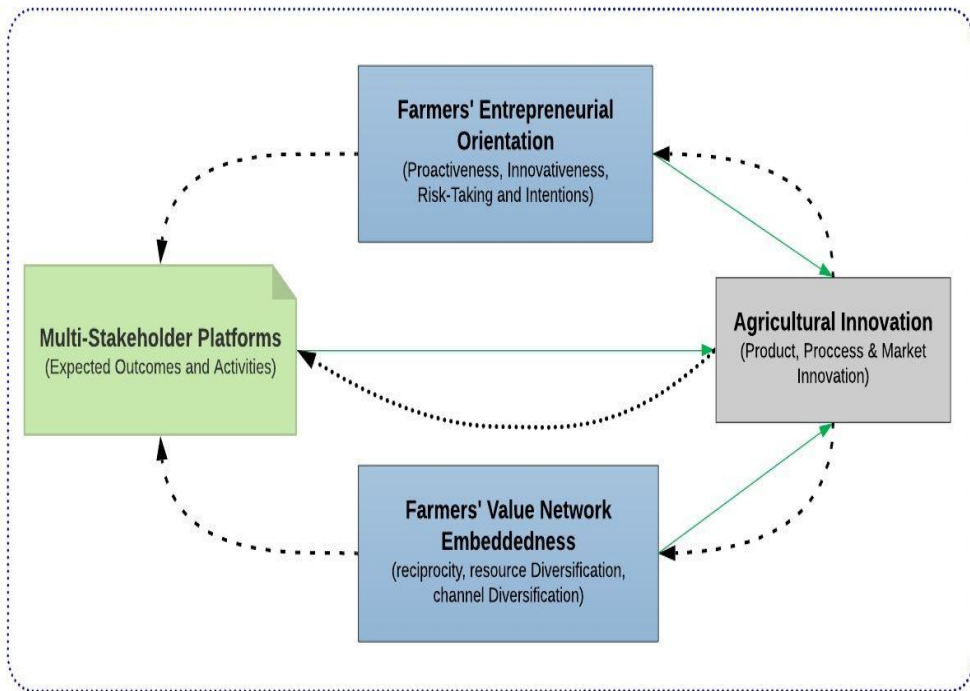 Farmers' Entrepreneurial
Orientation
(Proactiveness, Innovativeness,
Risk-Taking and Intentions)
Multi-Stakeholder Platforms
(Expected Outcomes and Activities)
Agricultural Innovation
(Product, Proccess & Market
Innovation)
Farmers' Value Network
Embeddedness
(reciprocity, resource Diversification,
channel Diversification)